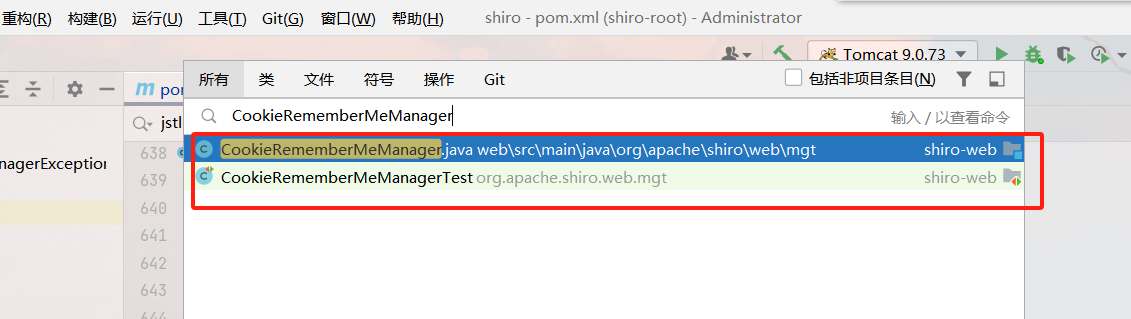 重构(R) 构建(B) 运行(U) 工具(T) Git(G) 窗口(W) 帮助(H) shiro - pom.xml (shiro-root) - Administrator
Tomcat 9.0.73
所有 类 文件 符号 操作 Git 包括非项目条目(N)
m po
CookieRememberMeManager 输入 / 以查看命令
jstl
638 CookieRememberMeManager.java web\src\main\java\org\apache\shiro\web\mgt shiro-web
nagerException
639 CookieRememberMeManagerTest org.apache.shiro.web.mgt shiro-web
640
641
642
643
644